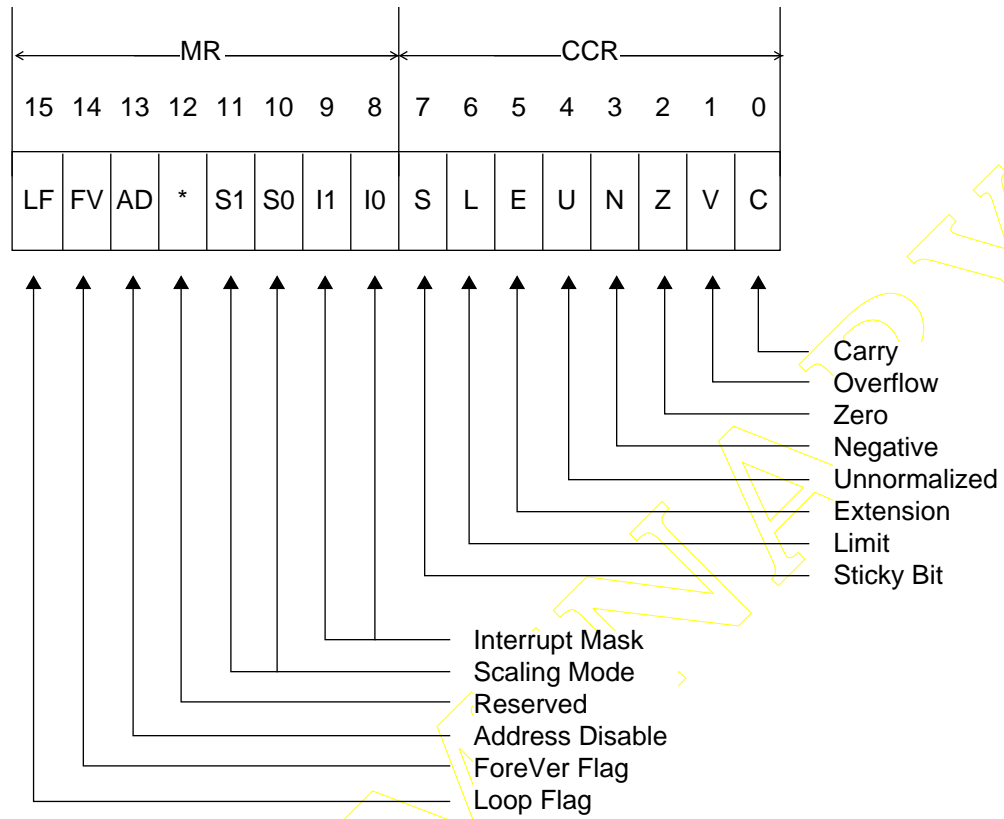 MR CCR
15 14 13 12 11 10 9 8 7 6 5 4 3 2 1 0
LF FV AD * S1 S0 I1 I0 S L E U N Z V C
Carry
Overflow
Zero
Negative
Unnormalized
Extension
Limit
Sticky Bit
Interrupt Mask
Scaling Mode
Reserved
Address Disable
ForeVer Flag
Loop Flag